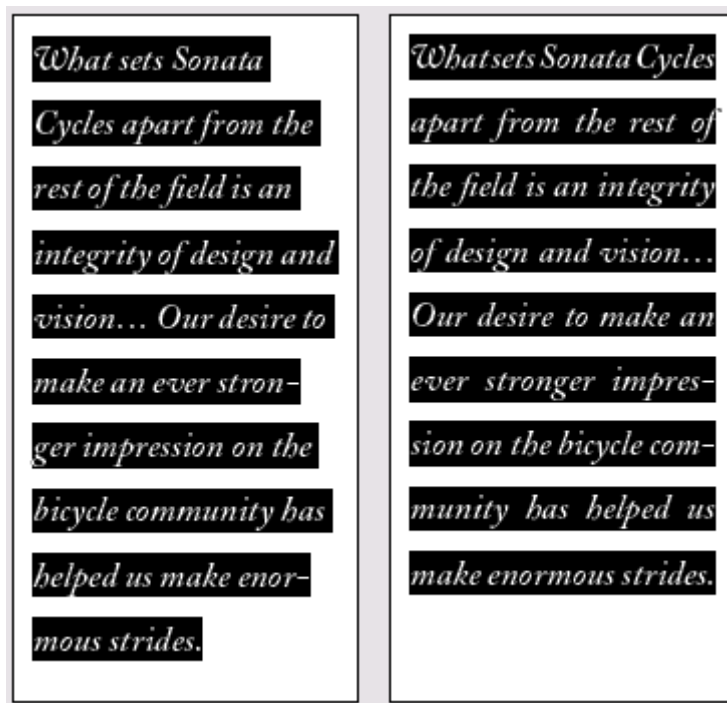 What sets Sonata
Cycles apart from the
rest of the field is an
integrity of design and
vision... Our desire to
make an ever stron-
ger impression on the
bicycle community has
helped us make enor-
mous strides.
What sets Sonata Cycles
apart from the rest of
the field is an integrity
of design and vision...
Our desire to make an
ever stronger impres-
sion on the bicycle com-
munity has helped us
make enormous strides.